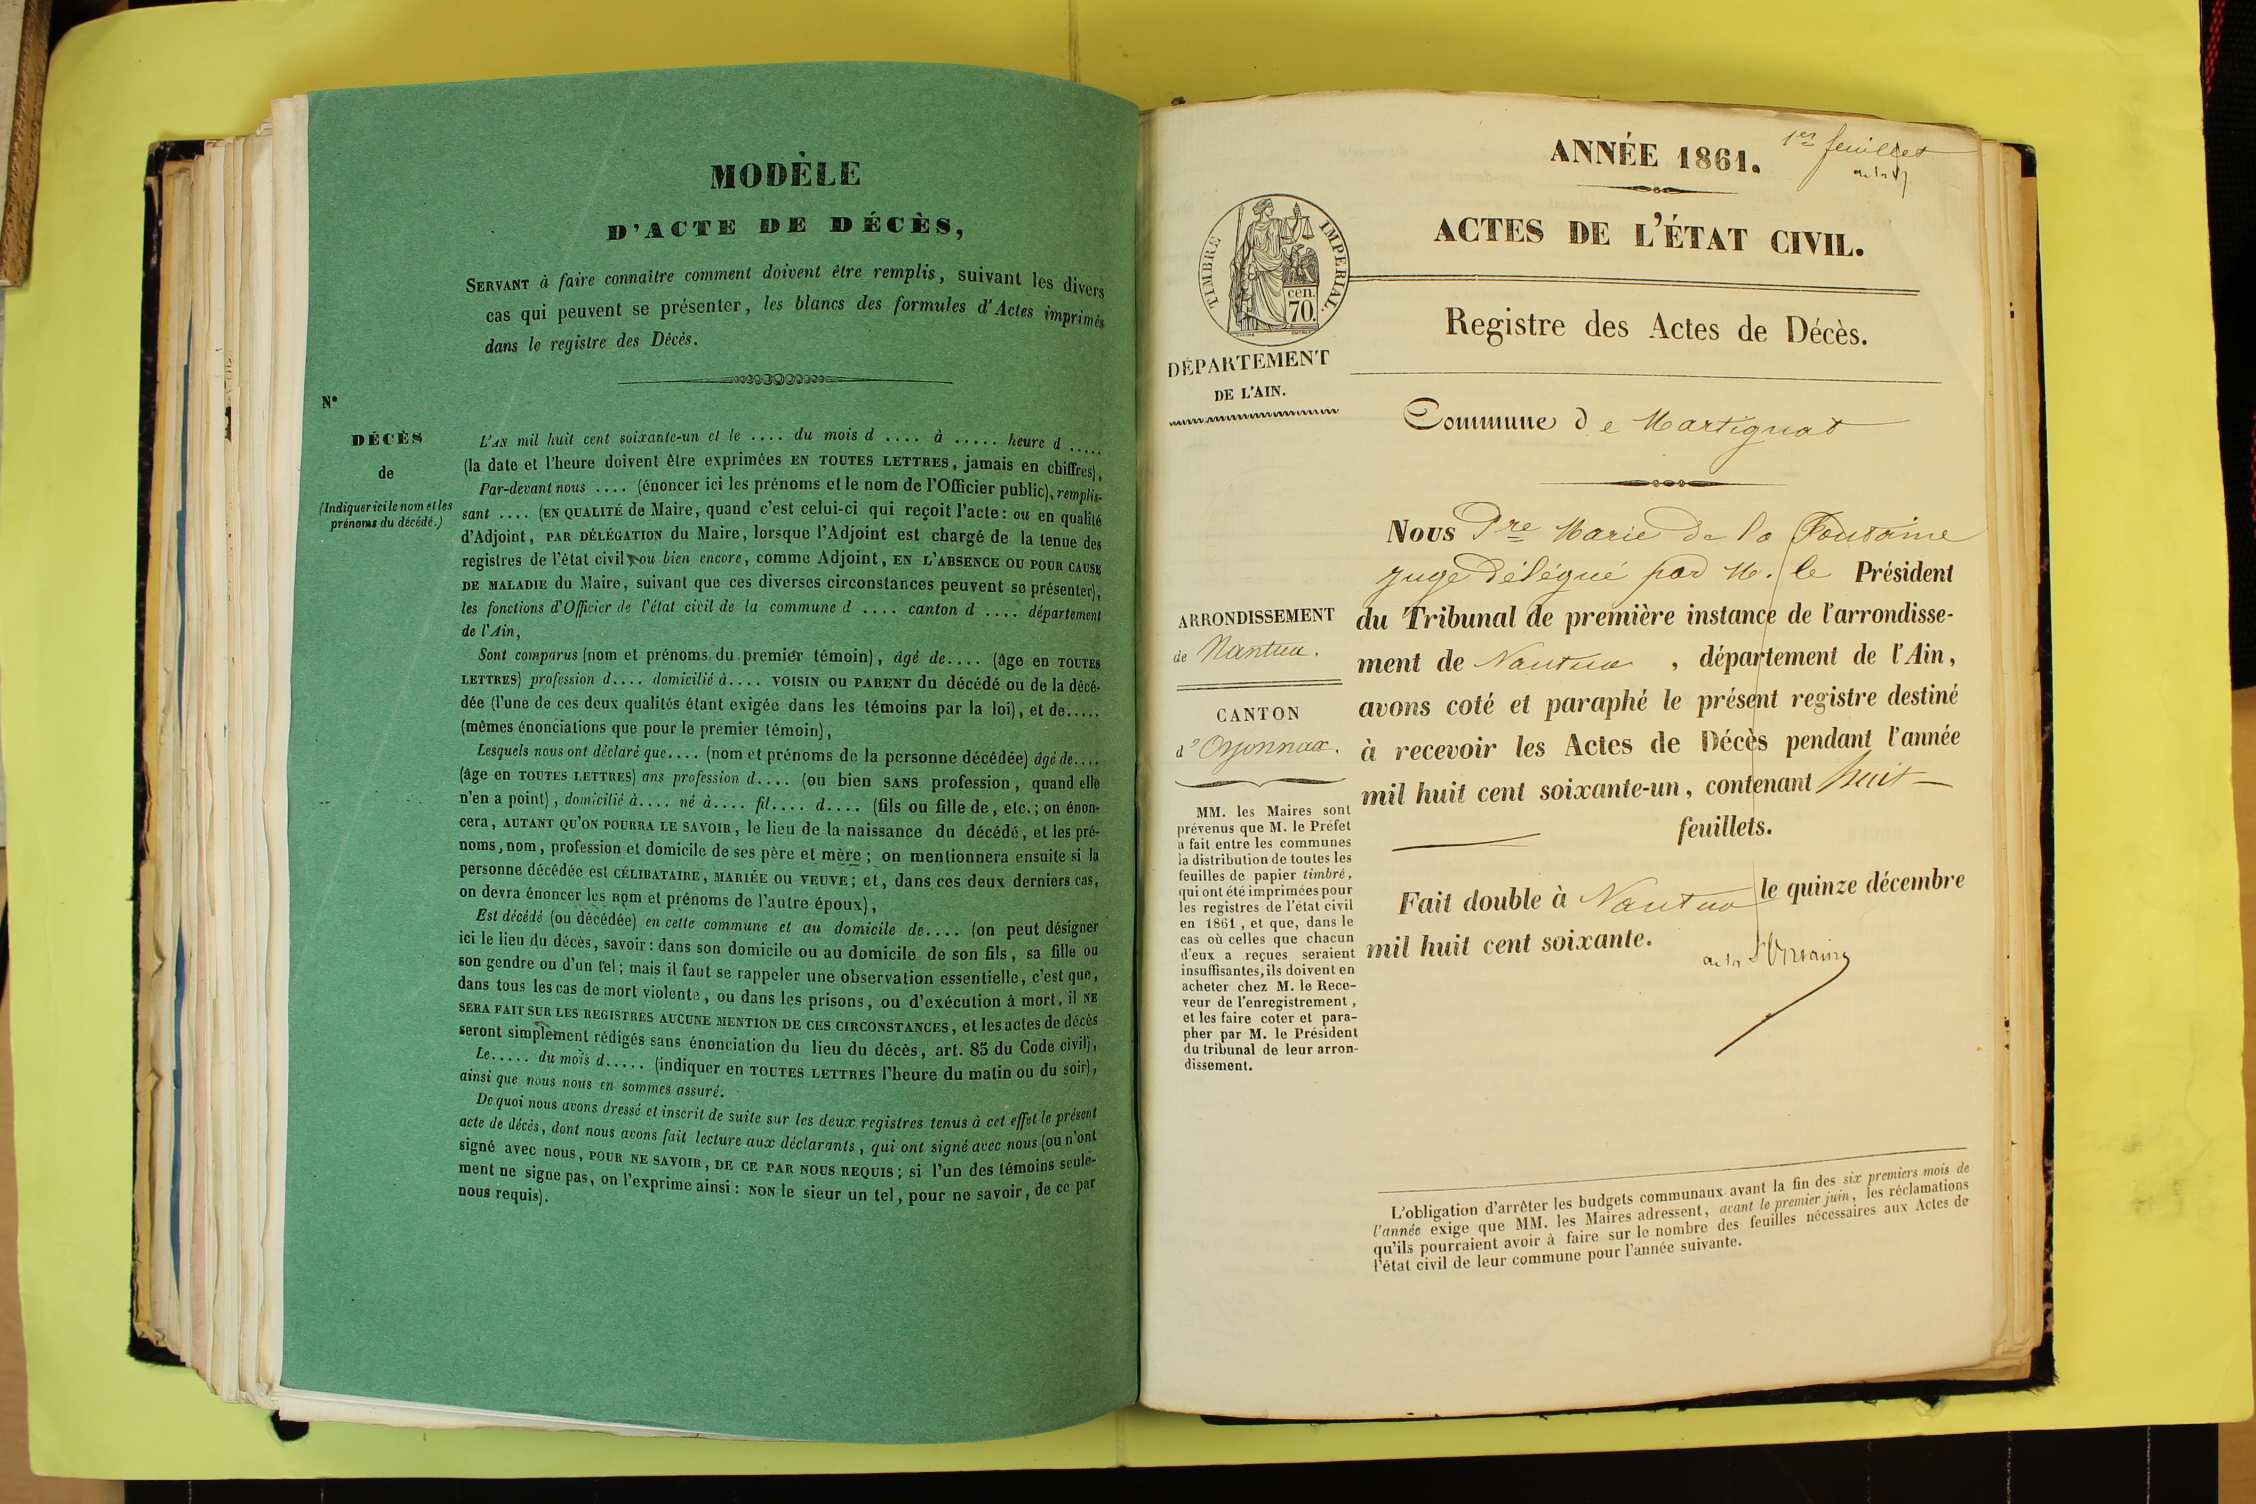 MODÈLE
D'ACTE DE DÉCÈS,
SERVANT à faire connaître comment doivent être remplis, suivant les divers
cas qui peuvent se présenter, les blancs des formules d'Actes imprimés
dans le registre des Décès.
N°
DÉCÈS
de
(Indiquer ici le nom et les
prénoms du décédé.)
L'AN mil huit cent soixante-un et le .... du mois d .... à ..... heure d .....
(la date et l'heure doivent être exprimées EN TOUTES LETTRES, jamais en chiffres),
Par-devant nous .... (énoncer ici les prénoms et le nom de l'Officier public), remplis-
sant .... (EN QUALITÉ de Maire, quand c'est celui-ci qui reçoit l'acte: ou en qualité
d'Adjoint, PAR DÉLÉGATION du Maire, lorsque l'Adjoint est chargé de la tenue des
registres de l'état civil, ou bien encore, comme Adjoint, EN L'ABSENCE OU POUR CAUSE
DE MALADIE du Maire, suivant que ces diverses circonstances peuvent se présenter),
les fonctions d'Officier de l'état civil de la commune d .... canton d .... département
de l'Ain,
Sont comparus (nom et prénoms du premier témoin), âgé de.... (âge en TOUTES
LETTRES) profession d.... domicilié à.... VOISIN OU PARENT du décédé ou de la décé-
dée (l'une de ces deux qualités étant exigée dans les témoins par la loi), et de.....
(mêmes énonciations que pour le premier témoin),
Lesquels nous ont déclaré que.... (nom et prénoms de la personne décédée) âgé de....
(âge en TOUTES LETTRES) ans profession d.... (ou bien SANS profession, quand elle
n'en a point), domicilié à.... né à.... fil.... d.... (fils ou fille de, etc.; on énon-
cera, AUTANT QU'ON POURRA LE SAVOIR, le lieu de la naissance du décédé, et les pré-
noms, nom, profession et domicile de ses père et mère; on mentionnera ensuite si la
personne décédée est CÉLIBATAIRE, MARIÉE OU VEUVE; et, dans ces deux derniers cas,
on devra énoncer les nom et prénoms de l'autre époux),
Est décédé (ou décédée) en cette commune et au domicile de.... (on peut désigner
ici le lieu du décès, savoir: dans son domicile ou au domicile de son fils, sa fille ou
son gendre ou d'un tel; mais il faut se rappeler une observation essentielle, c'est que,
dans tous les cas de mort violente, ou dans les prisons, ou d'exécution à mort, il NE
SERA FAIT SUR LES REGISTRES AUCUNE MENTION DE CES CIRCONSTANCES, et les actes de décès
seront simplement rédigés sans énonciation du lieu du décès, art. 85 du Code civil),
Le..... du mois d..... (indiquer en TOUTES LETTRES l'heure du matin ou du soir),
ainsi que nous nous en sommes assuré.
De quoi nous avons dressé et inscrit de suite sur les deux registres tenus à cet effet le présent
acte de décès, dont nous avons fait lecture aux déclarants, qui ont signé avec nous (ou n'ont
signé avec nous, POUR NE SAVOIR, DE CE PAR NOUS REQUIS; si l'un des témoins seule-
ment ne signe pas, on l'exprime ainsi: NON le sieur un tel, pour ne savoir, de ce par
nous requis).
1er feuillet
de la F
ANNÉE 1861.
ACTES DE L'ÉTAT CIVIL.
TIMBRE IMPERIAL.
cen.
70.
Registre des Actes de Décès.
DÉPARTEMENT
DE L'AIN.
Commune de Martignat
Nous Pre Marie De la Fontaine
juge délégué par M. le Président
du Tribunal de première instance de l'arrondisse-
ment de Nantua, département de l'Ain,
avons coté et paraphé le présent registre destiné
à recevoir les Actes de Décès pendant l'année
mil huit cent soixante-un, contenant huit
feuillets.
Fait double à Nantua le quinze décembre
mil huit cent soixante.
ARRONDISSEMENT
de Nantua.
CANTON
d'Oyonnax.
MM. les Maires sont
prévenus que M. le Préfet
a fait entre les communes
la distribution de toutes les
feuilles de papier timbré,
qui ont été imprimées pour
les registres de l'état civil
en 1861, et que, dans le
cas où celles que chacun
d'eux a reçues seraient
insuffisantes, ils doivent en
acheter chez M. le Rece-
veur de l'enregistrement,
et les faire coter et para-
pher par M. le Président
du tribunal de leur arron-
dissement.
L'obligation d'arrêter les budgets communaux avant la fin des six premiers mois de
l'année exige que MM. les Maires adressent, avant le premier juin, les réclamations
qu'ils pourraient avoir à faire sur le nombre des feuilles nécessaires aux Actes de
l'état civil de leur commune pour l'année suivante.